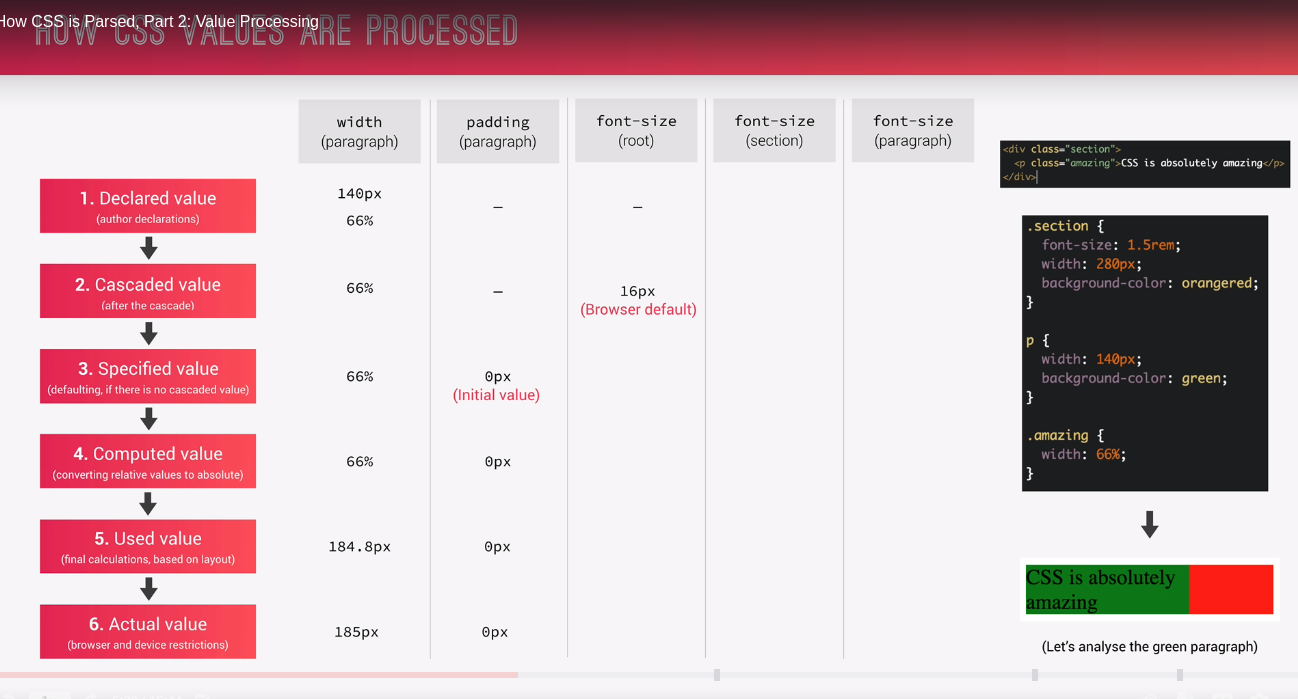 How CSS is Parsed, Part 2: Value Processing
HOW CSS VALUES ARE PROCESSED
width
(paragraph)
padding
(paragraph)
font-size
(root)
font-size
(section)
font-size
(paragraph)
1. Declared value
(author declarations)
140px
66%
–
–
2. Cascaded value
(after the cascade)
66%
–
16px
(Browser default)
3. Specified value
(defaulting, if there is no cascaded value)
66%
0px
(Initial value)
4. Computed value
(converting relative values to absolute)
66%
0px
5. Used value
(final calculations, based on layout)
184.8px
0px
6. Actual value
(browser and device restrictions)
185px
0px
<div class="section">
<p class="amazing">CSS is absolutely amazing</p>
</div>
.section {
font-size: 1.5rem;
width: 280px;
background-color: orangered;
}
p {
width: 140px;
background-color: green;
}
.amazing {
width: 66%;
}
CSS is absolutely
amazing
(Let's analyse the green paragraph)